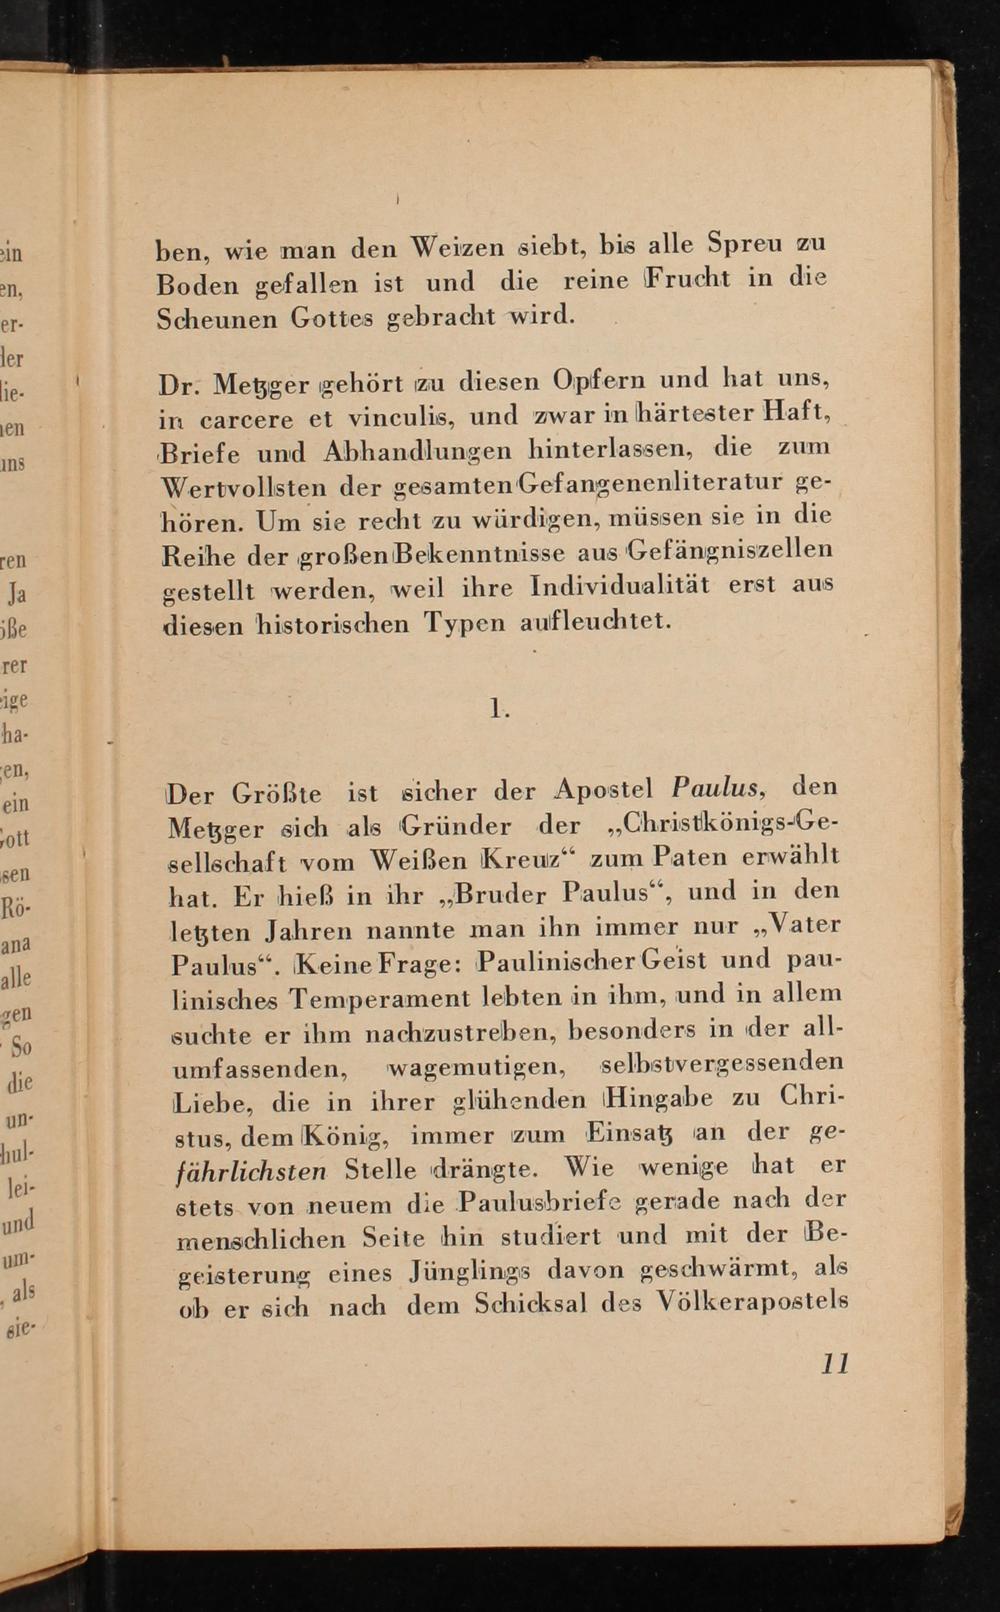 ben, wie man den Weizen siebt, bis alle Spreu zu
Boden gefallen ist und die reine Frucht in die
Scheunen Gottes gebracht wird.
Dr. Metzger gehört zu diesen Opfern und hat uns,
in carcere et vinculis, und zwar in härtester Haft,
Briefe und Abhandlungen hinterlassen, die zum
Wertvollsten der gesamten Gefangenenliteratur ge-
hören. Um sie recht zu würdigen, müssen sie in die
Reihe der großen Bekenntnisse aus Gefängniszellen
gestellt werden, weil ihre Individualität erst aus
diesen historischen Typen aufleuchtet.
1.
Der Größte ist sicher der Apostel Paulus, den
Metzger sich als Gründer der „Christkönigs-Ge-
sellschaft vom Weißen Kreuz“ zum Paten erwählt
hat. Er hieß in ihr „Bruder Paulus“, und in den
letzten Jahren nannte man ihn immer nur „Vater
Paulus“. Keine Frage: Paulinischer Geist und pau-
linisches Temperament lebten in ihm, und in allem
suchte er ihm nachzustreben, besonders in der all-
umfassenden, wagemutigen, selbstvergessenden
Liebe, die in ihrer glühenden Hingabe zu Chri-
stus, dem König, immer zum Einsatz an der ge-
fährlichsten Stelle drängte. Wie wenige hat er
stets von neuem die Paulusbriefe gerade nach der
menschlichen Seite hin studiert und mit der Be-
geisterung eines Jünglings davon geschwärmt, als
ob er sich nach dem Schicksal des Völkerapostels
11